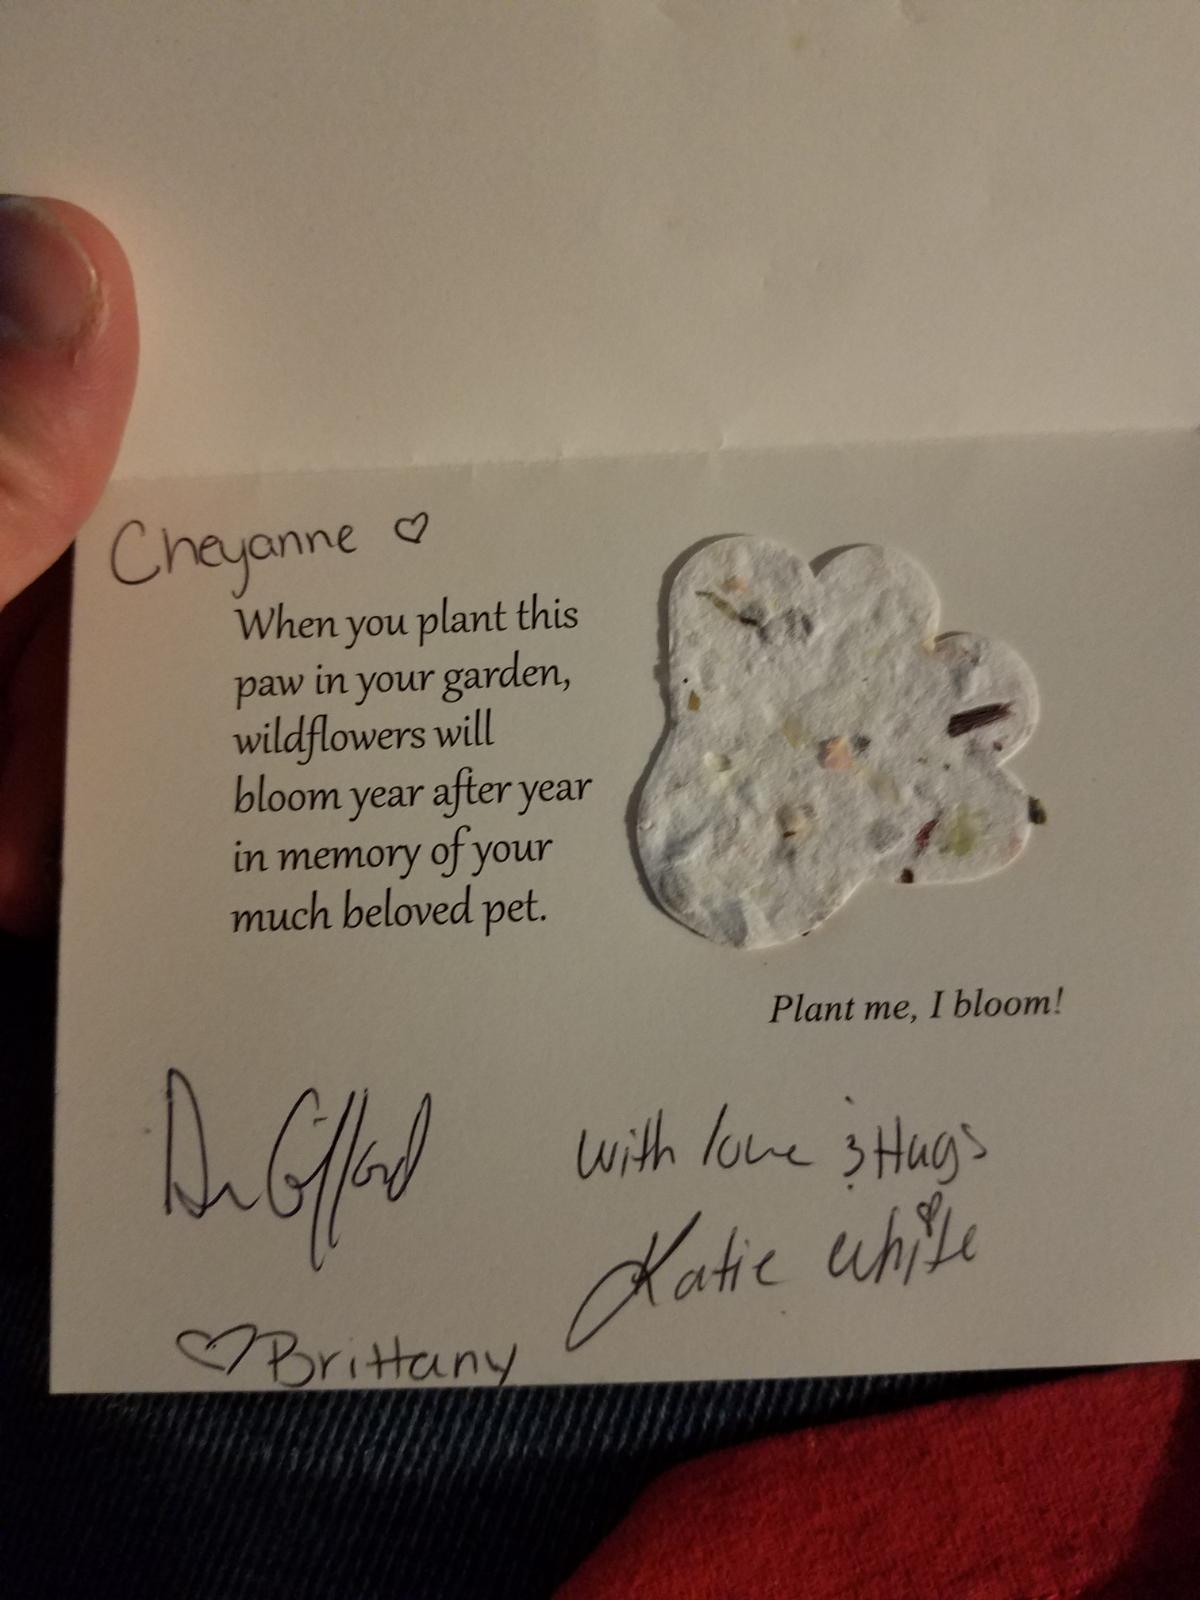 Cheyanne ♡
When you plant this
paw in your garden,
wildflowers will
bloom year after year
in memory of your
much beloved pet.
Plant me, I bloom!
Dr Gifford
with love & Hugs
Katie White
♡Brittany